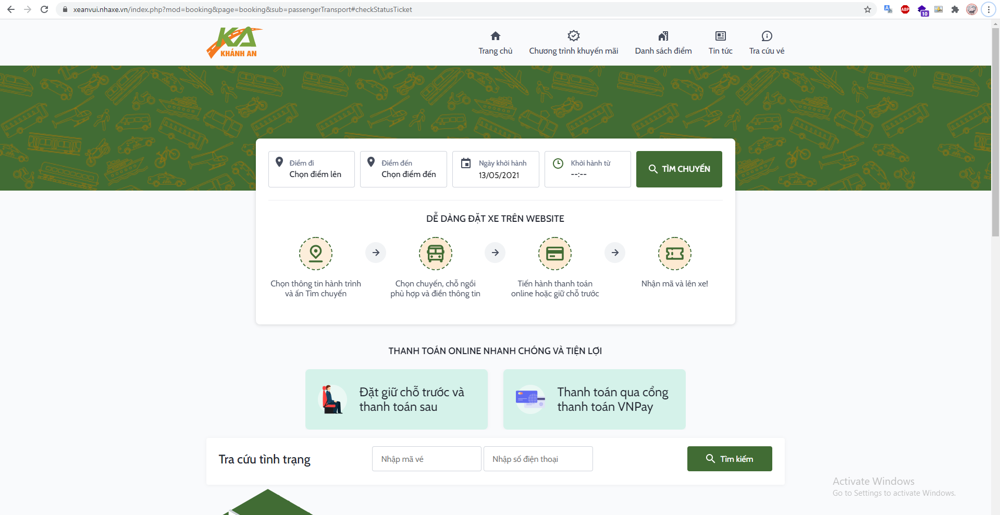 xeanvui.nhaxe.vn/index.php?mod=booking&page=booking&sub=passengerTransport#checkStatusTicket
ABP
10
KA
KHÁNH AN
Trang chủ
Chương trình khuyến mãi
Danh sách điểm
Tin tức
Tra cứu vé
Điểm đi
Chọn điểm lên
Điểm đến
Chọn điểm đến
Ngày khởi hành
13/05/2021
Khởi hành từ
--:--
TÌM CHUYẾN
DỄ DÀNG ĐẶT XE TRÊN WEBSITE
Chọn thông tin hành trình
và ấn Tìm chuyến
Chọn chuyến, chỗ ngồi
phù hợp và điền thông tin
Tiến hành thanh toán
online hoặc giữ chỗ trước
Nhận mã và lên xe!
THANH TOÁN ONLINE NHANH CHÓNG VÀ TIỆN LỢI
Đặt giữ chỗ trước và
thanh toán sau
Thanh toán qua cổng
thanh toán VNPay
Tra cứu tình trạng
Nhập mã vé
Nhập số điện thoại
Tìm kiếm
Activate Windows
Go to Settings to activate Windows.